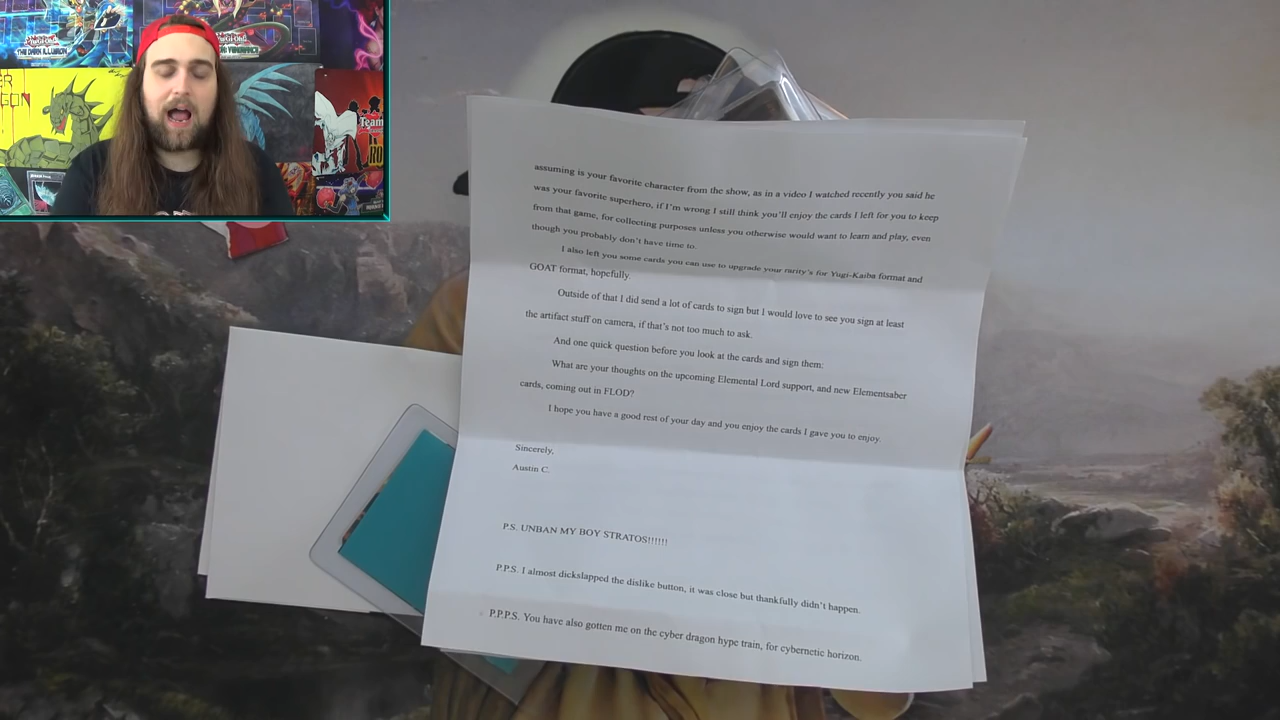 THE DARK ILLUSION
VENGEANCE
Team
assuming is your favorite character from the show, as in a video I watched recently you said he
was your favorite superhero, if I'm wrong I still think you'll enjoy the cards I left for you to keep
from that game, for collecting purposes unless you otherwise would want to learn and play, even
though you probably don't have time to.
I also left you some cards you can use to upgrade your rarity's for Yugi-Kaiba format and
GOAT format, hopefully.
Outside of that I did send a lot of cards to sign but I would love to see you sign at least
the artifact stuff on camera, if that's not too much to ask.
And one quick question before you look at the cards and sign them:
What are your thoughts on the upcoming Elemental Lord support, and new Elementsaber
cards, coming out in FLOD?
I hope you have a good rest of your day and you enjoy the cards I gave you to enjoy.
Sincerely,
Austin C.
P.S. UNBAN MY BOY STRATOS!!!!!!
P.P.S. I almost dickslapped the dislike button, it was close but thankfully didn't happen.
P.P.P.S. You have also gotten me on the cyber dragon hype train, for cybernetic horizon.